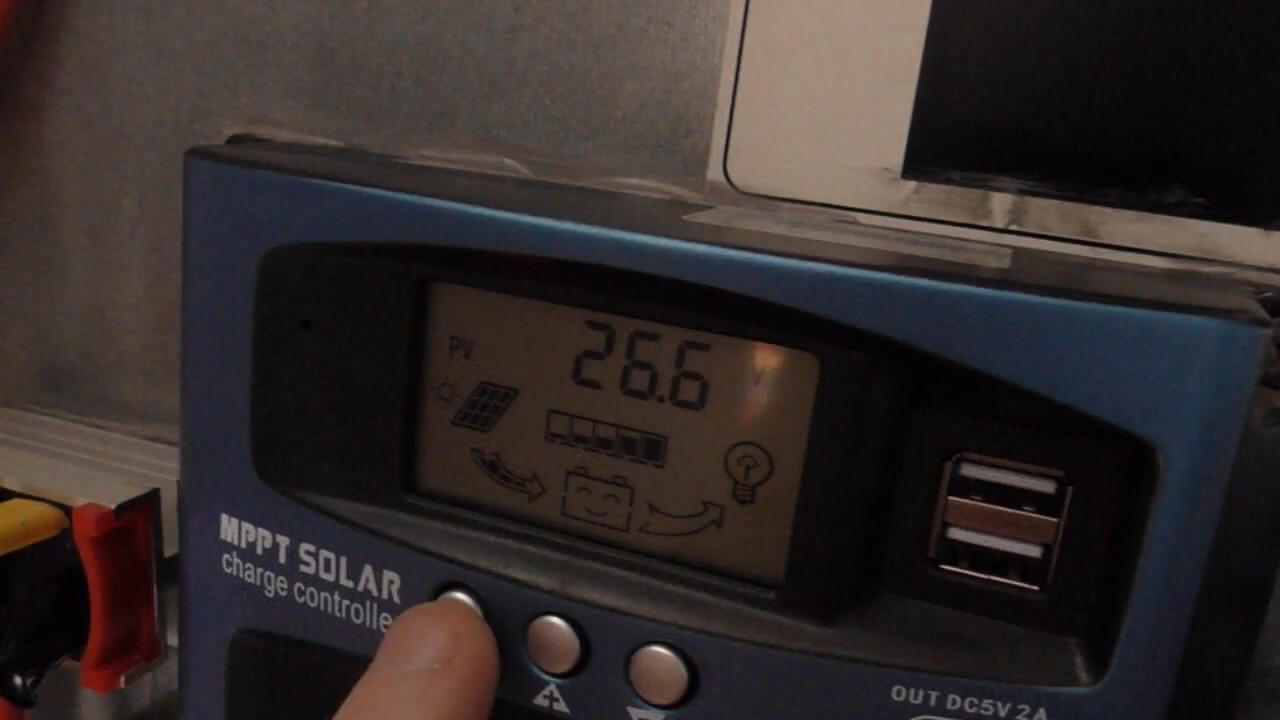 PV
26.6 V
MPPT SOLAR
charge controlle
OUT DC5V 2A